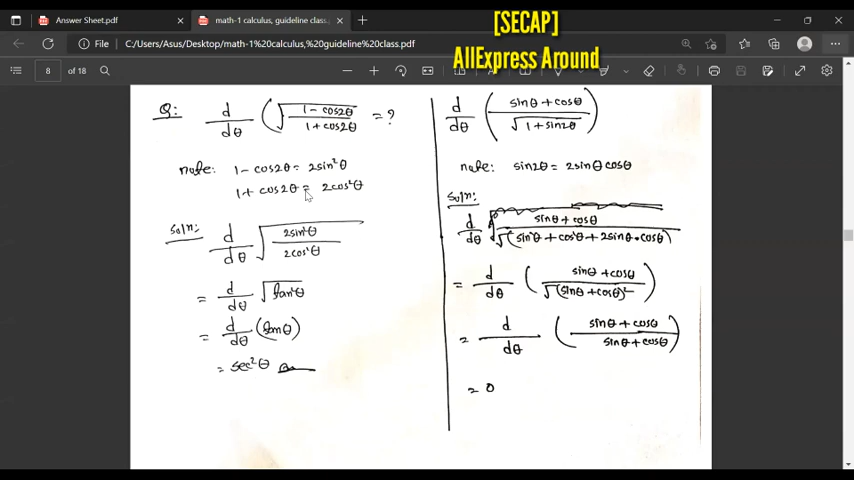 [SECAP]
AllExpress Around
Answer Sheet.pdf
math-1 calculus, guideline class.p
File
C:/Users/Asus/Desktop/math-1%20calculus,%20guideline%20class.pdf
8 of 18
Q: d/dθ (√((1 - cos2θ)/(1 + cos2θ)) = ?
note: 1 - cos2θ = 2sin²θ
1 + cos2θ = 2cos²θ
Soln: d/dθ √(2sin²θ/2cos²θ)
= d/dθ √tan²θ
= d/dθ (tanθ)
= sec²θ
d/dθ ((sinθ + cosθ)/√(1 + sin2θ))
note: sin2θ = 2sinθ cosθ
Soln:
d/dθ (sinθ + cosθ)/√(sin²θ + cos²θ + 2sinθ·cosθ)
= d/dθ ((sinθ + cosθ)/√(sinθ + cosθ)²)
= d/dθ ((sinθ + cosθ)/(sinθ + cosθ))
= 0